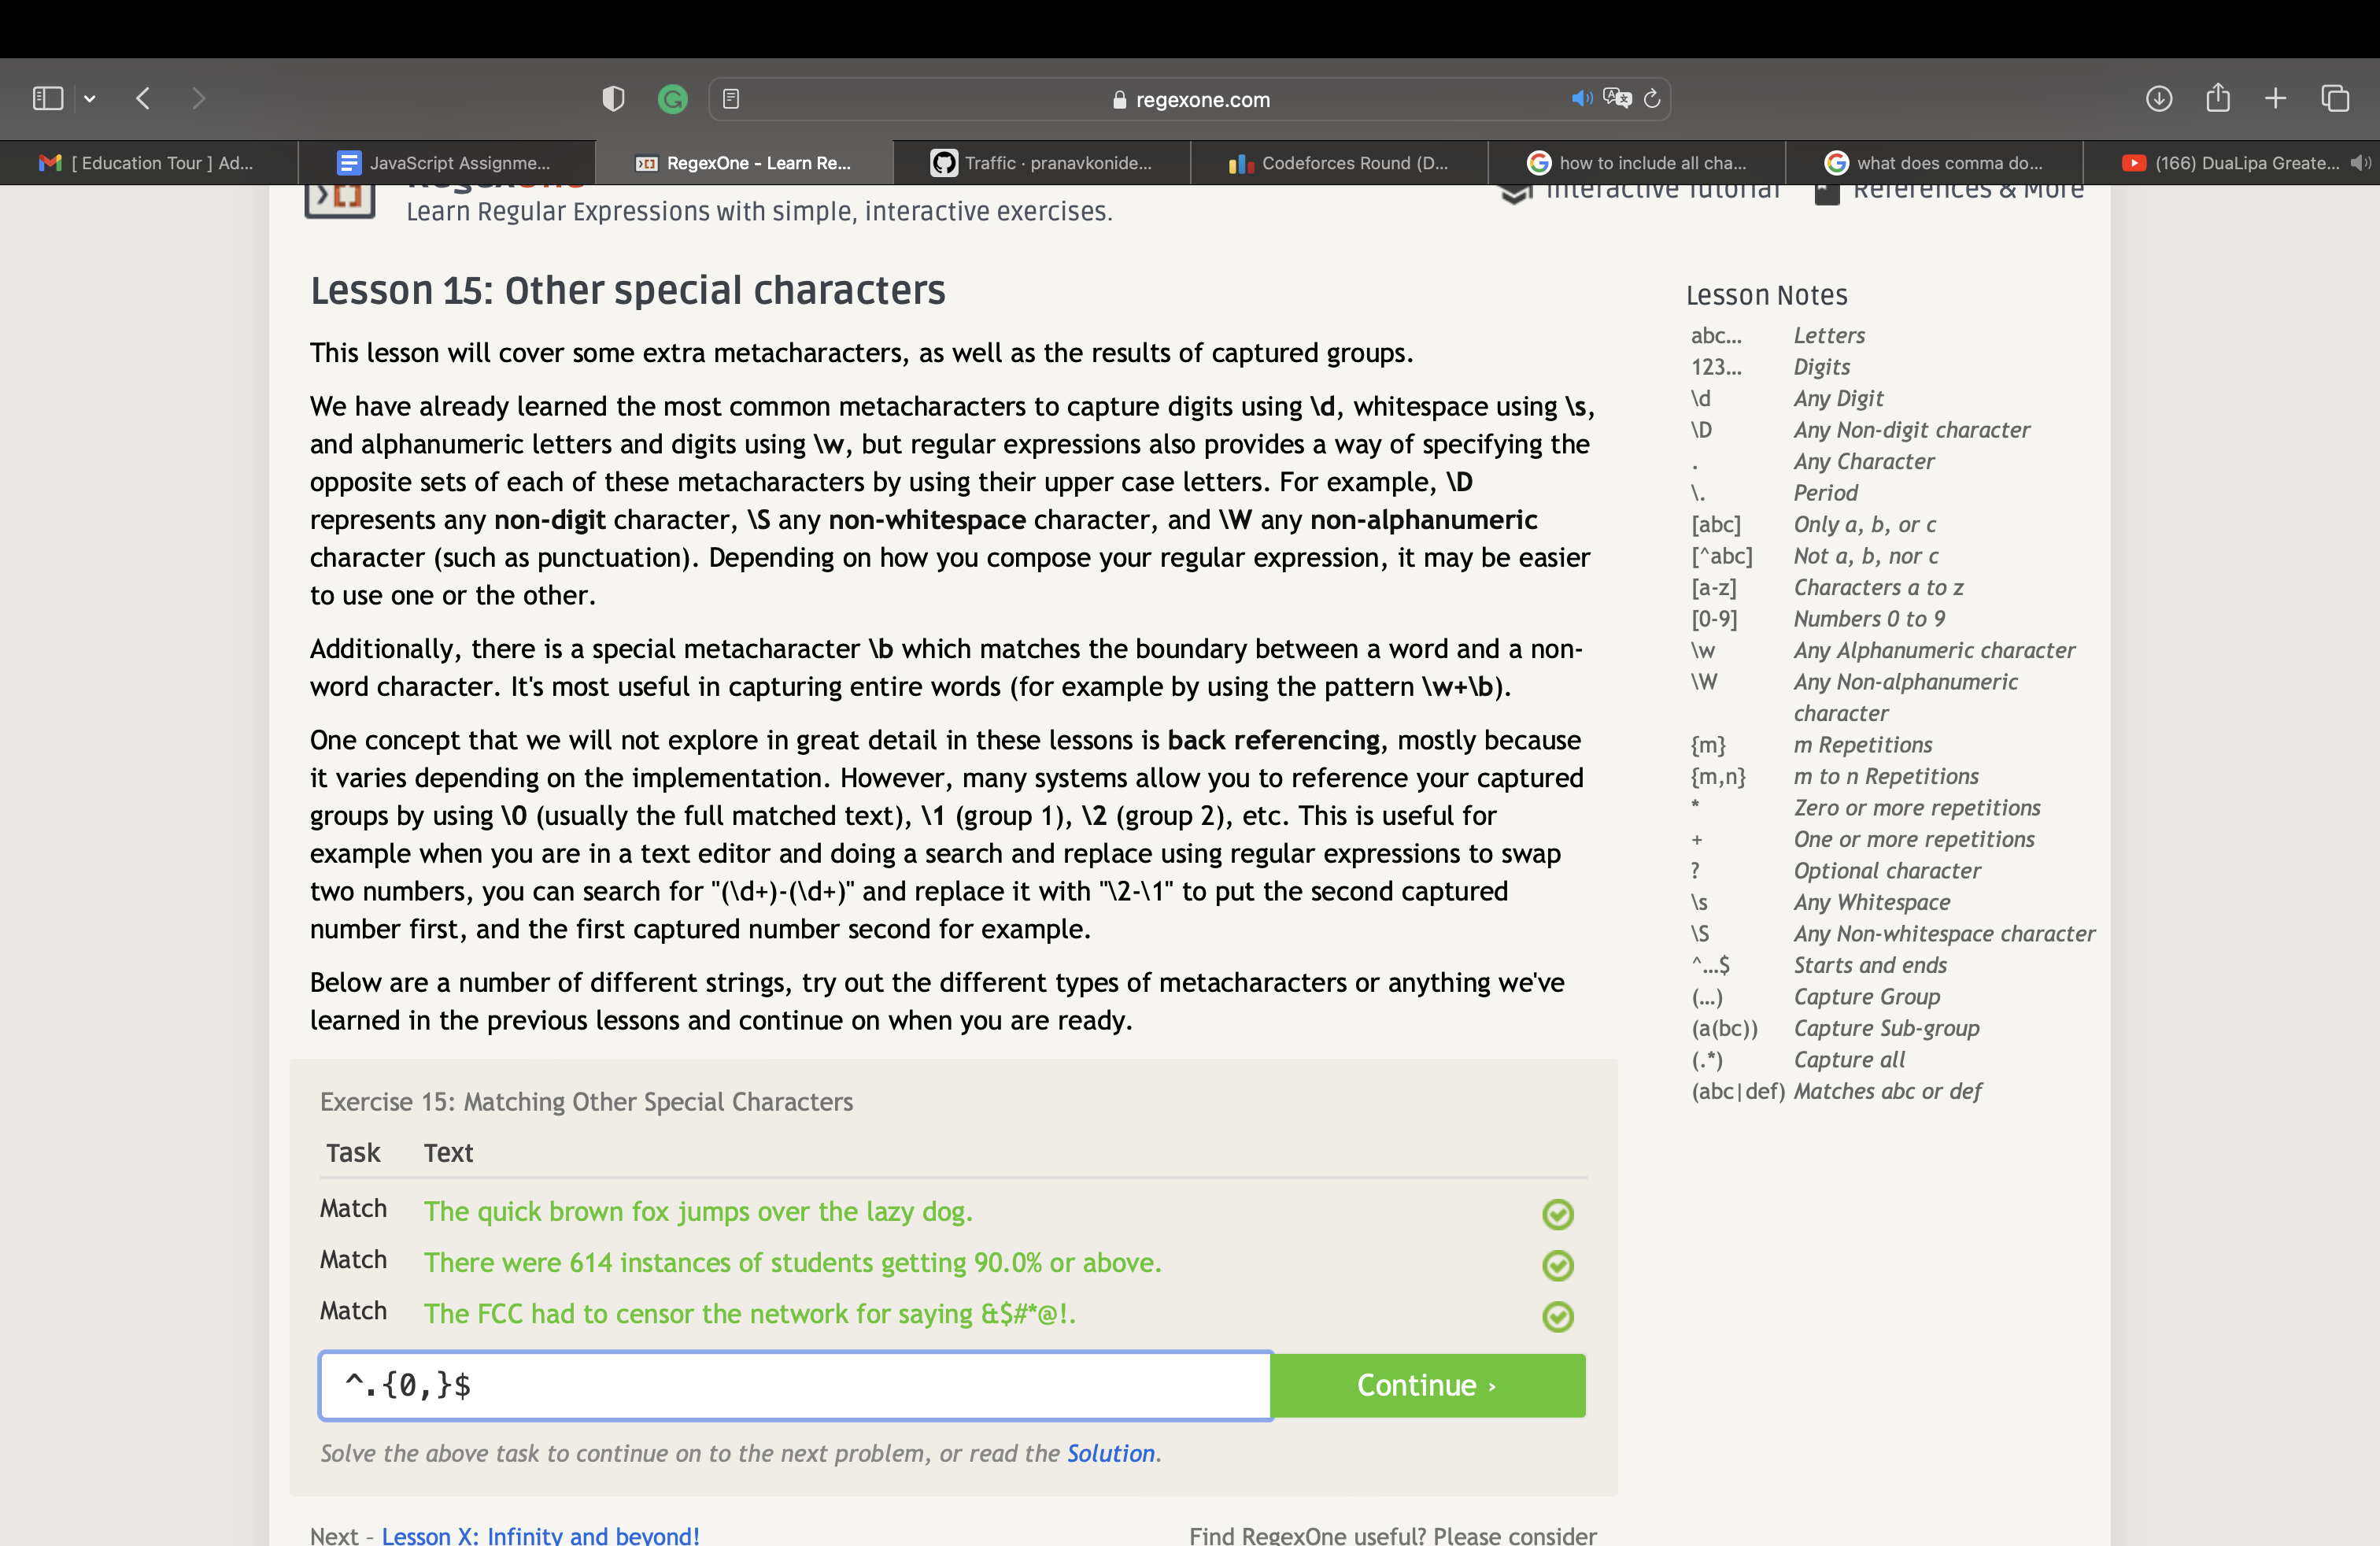 regexone.com
[ Education Tour ] Ad...
JavaScript Assignme...
RegexOne - Learn Re...
Traffic · pranavkonide...
Codeforces Round (D...
how to include all cha...
what does comma do...
(166) DuaLipa Greate...
RegexOne
Learn Regular Expressions with simple, interactive exercises.
Interactive Tutorial
References & More
Lesson 15: Other special characters
This lesson will cover some extra metacharacters, as well as the results of captured groups.
We have already learned the most common metacharacters to capture digits using \d, whitespace using \s,
and alphanumeric letters and digits using \w, but regular expressions also provides a way of specifying the
opposite sets of each of these metacharacters by using their upper case letters. For example, \D
represents any non-digit character, \S any non-whitespace character, and \W any non-alphanumeric
character (such as punctuation). Depending on how you compose your regular expression, it may be easier
to use one or the other.
Additionally, there is a special metacharacter \b which matches the boundary between a word and a non-
word character. It's most useful in capturing entire words (for example by using the pattern \w+\b).
One concept that we will not explore in great detail in these lessons is back referencing, mostly because
it varies depending on the implementation. However, many systems allow you to reference your captured
groups by using \0 (usually the full matched text), \1 (group 1), \2 (group 2), etc. This is useful for
example when you are in a text editor and doing a search and replace using regular expressions to swap
two numbers, you can search for "(\d+)-(\d+)" and replace it with "\2-\1" to put the second captured
number first, and the first captured number second for example.
Below are a number of different strings, try out the different types of metacharacters or anything we've
learned in the previous lessons and continue on when you are ready.
Exercise 15: Matching Other Special Characters
Task Text
Match The quick brown fox jumps over the lazy dog.
Match There were 614 instances of students getting 90.0% or above.
Match The FCC had to censor the network for saying &$#*@!.
^.{0,}$
Continue ›
Solve the above task to continue on to the next problem, or read the Solution.
Next – Lesson X: Infinity and beyond!
Find RegexOne useful? Please consider
Lesson Notes
abc… Letters
123… Digits
\d Any Digit
\D Any Non-digit character
. Any Character
\. Period
[abc] Only a, b, or c
[^abc] Not a, b, nor c
[a-z] Characters a to z
[0-9] Numbers 0 to 9
\w Any Alphanumeric character
\W Any Non-alphanumeric
character
{m} m Repetitions
{m,n} m to n Repetitions
* Zero or more repetitions
+ One or more repetitions
? Optional character
\s Any Whitespace
\S Any Non-whitespace character
^…$ Starts and ends
(…) Capture Group
(a(bc)) Capture Sub-group
(.*) Capture all
(abc|def) Matches abc or def